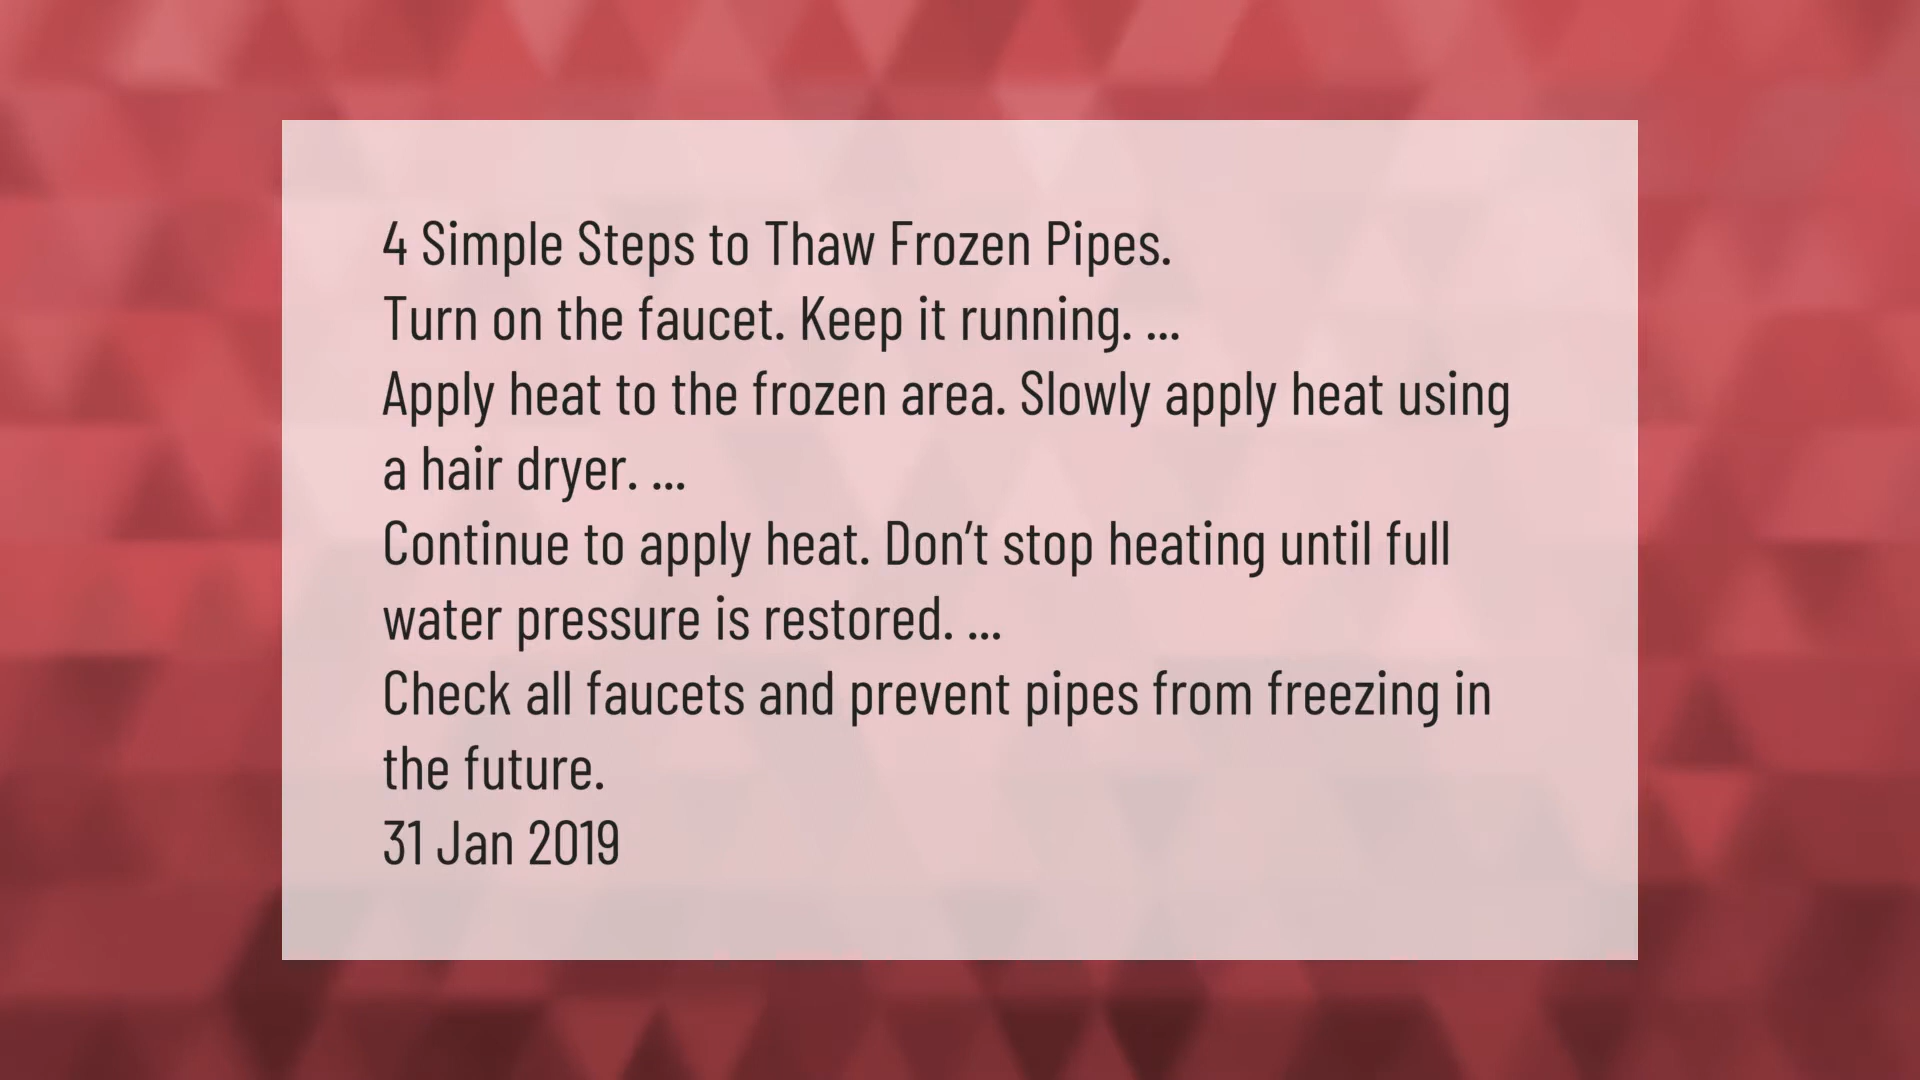 4 Simple Steps to Thaw Frozen Pipes.
Turn on the faucet. Keep it running. ...
Apply heat to the frozen area. Slowly apply heat using
a hair dryer. ...
Continue to apply heat. Don’t stop heating until full
water pressure is restored. ...
Check all faucets and prevent pipes from freezing in
the future.
31 Jan 2019